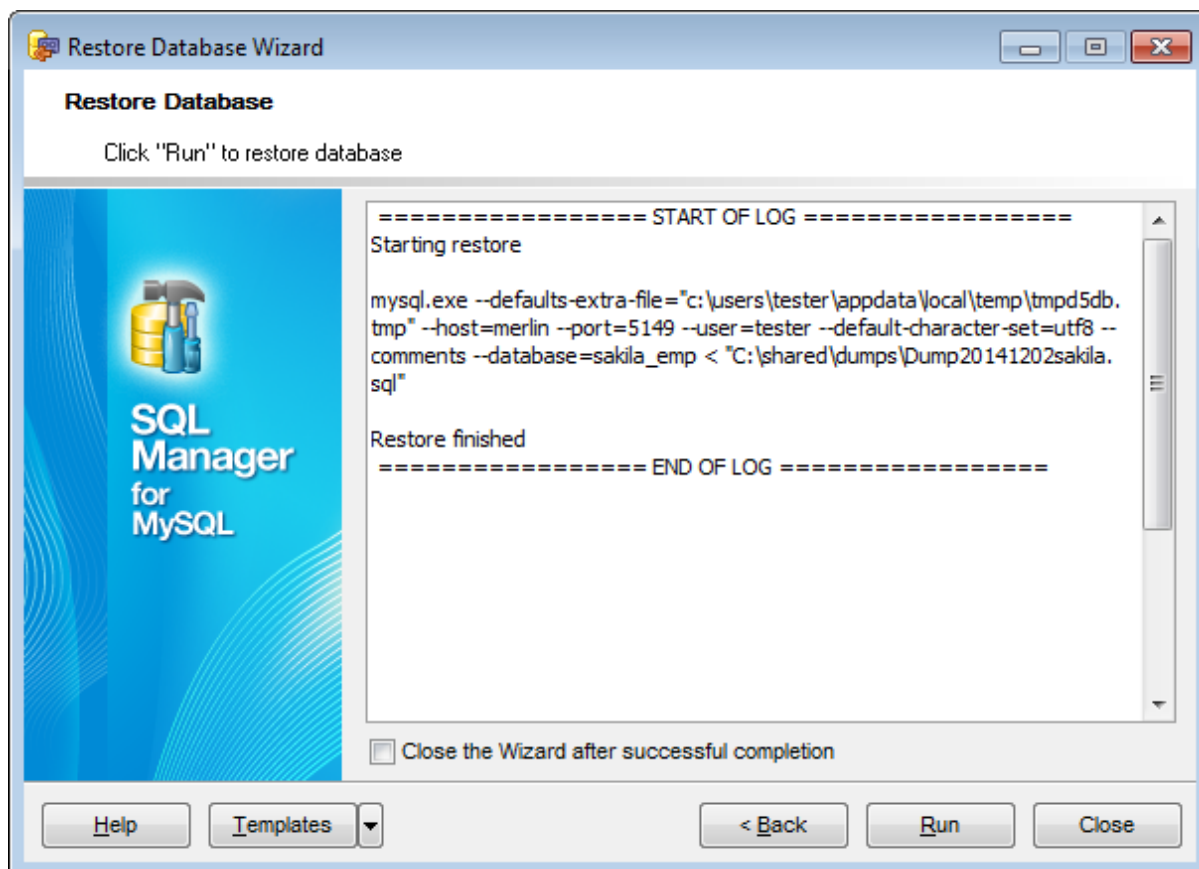 Restore Database Wizard
Restore Database
Click "Run" to restore database
================= START OF LOG =================
Starting restore
mysql.exe --defaults-extra-file="c:\users\tester\appdata\local\temp\tmpd5db.
tmp" --host=merlin --port=5149 --user=tester --default-character-set=utf8 --
comments --database=sakila_emp < "C:\shared\dumps\Dump20141202sakila.
sql"
Restore finished
================= END OF LOG =================
SQL
Manager
for
MySQL
Close the Wizard after successful completion
Help
Templates
< Back
Run
Close